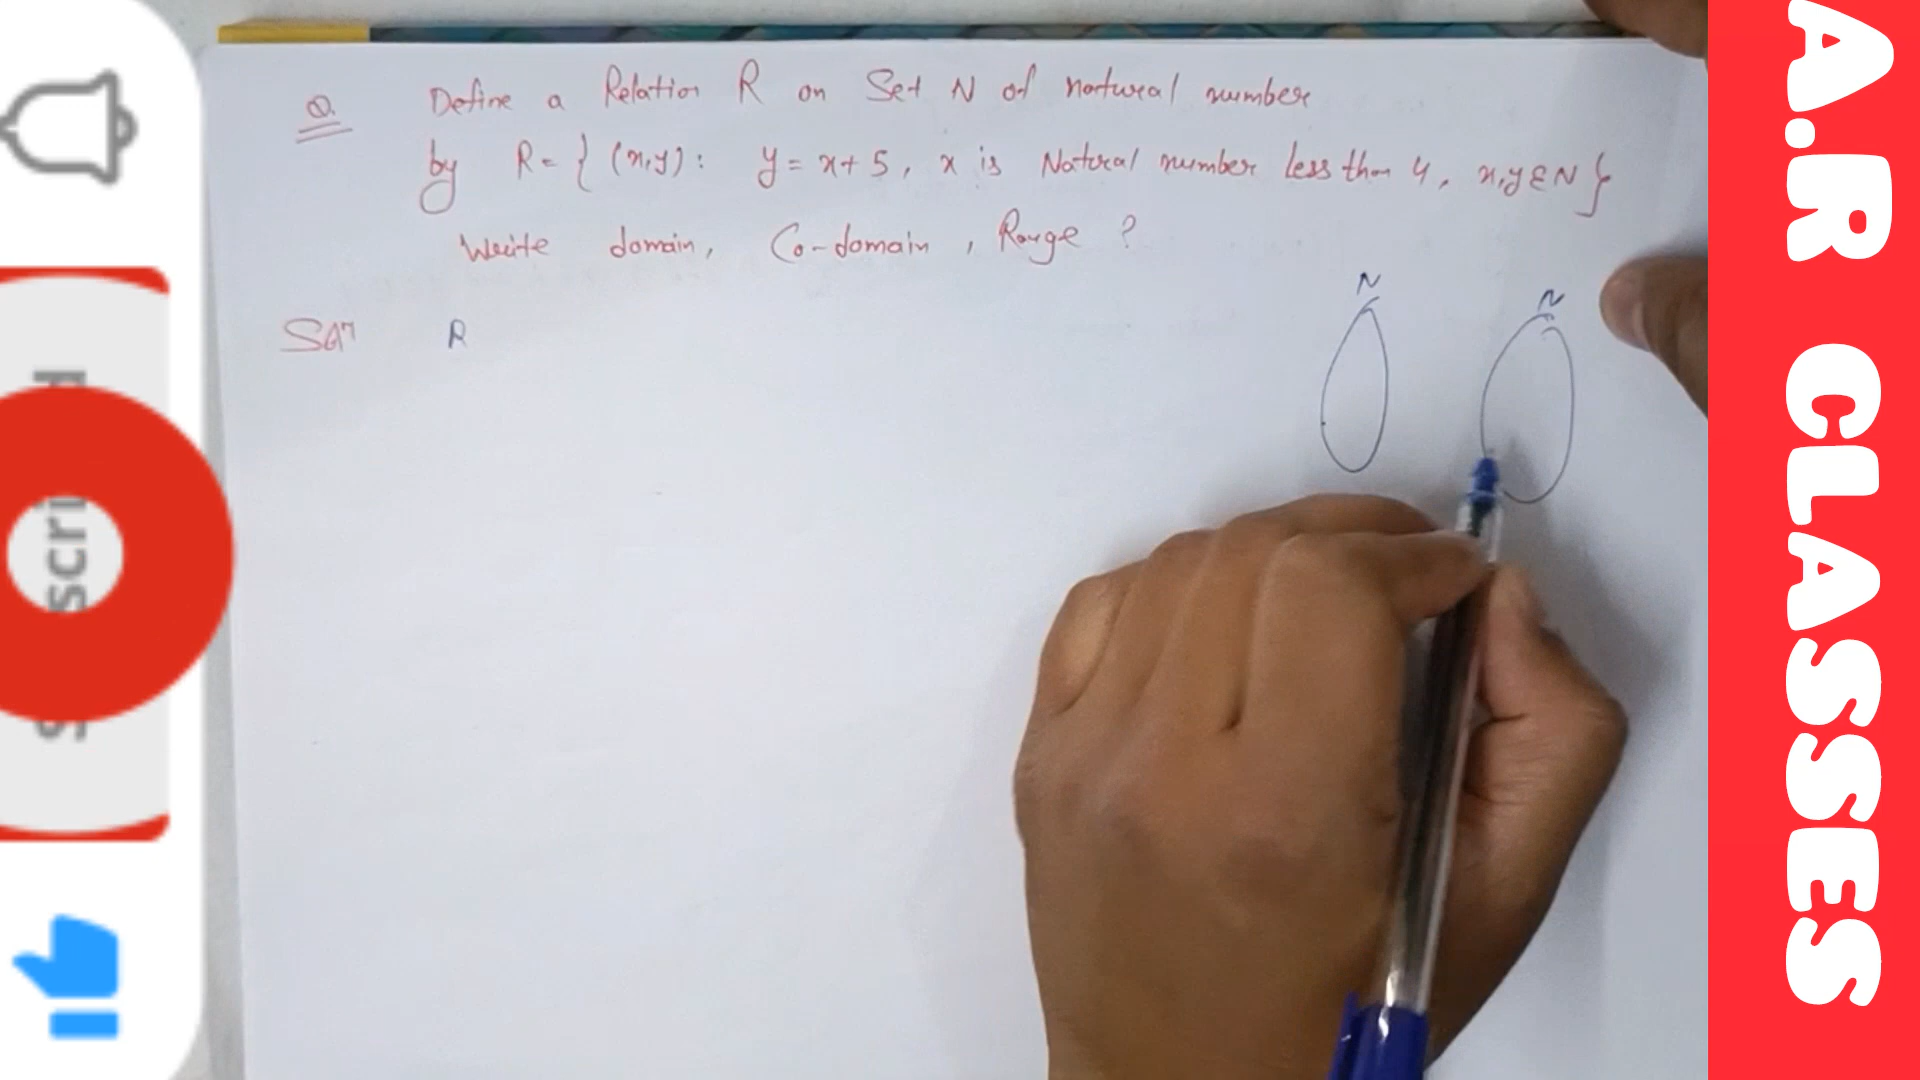 Q. Define a Relation R on Set N of natural number
by R = { (x,y) : y = x + 5, x is Natural number less than 4, x,y ε N }
Write domain, Co-domain, Range ?
Solⁿ R
N N
A.R CLASSES